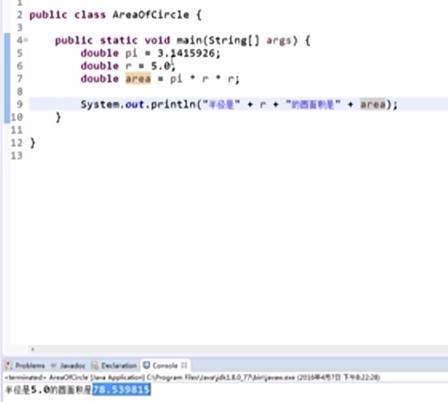 1
2 public class AreaOfCircle {
3
4 public static void main(String[] args) {
5 double pi = 3.1415926;
6 double r = 5.0;
7 double area = pi * r * r;
8
9 System.out.println("半径是" + r + "的圆面积是" + area);
10 }
11
12 }
13
Problems Javadoc Declaration Console
<terminated> AreaOfCircle [Java Application] C:\Program Files\Java\jdk1.8.0_77\bin\javaw.exe (2016年4月7日 下午8:22:28)
半径是5.0的圆面积是78.539815